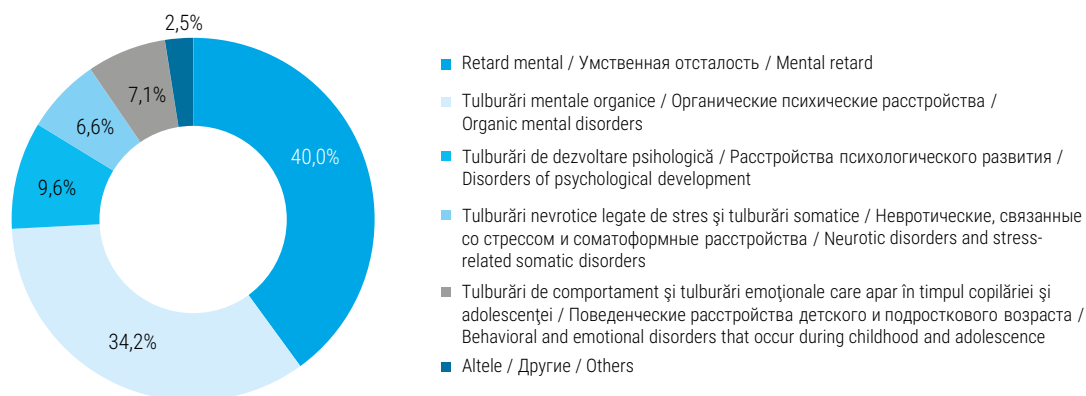 2,5%
7,1%
6,6%
9,6%
34,2%
40,0%
Retard mental / Умственная отсталость / Mental retard
Tulburări mentale organice / Органические психические расстройства /
Organic mental disorders
Tulburări de dezvoltare psihologică / Расстройства психологического развития /
Disorders of psychological development
Tulburări nevrotice legate de stres şi tulburări somatice / Невротические, связанные
со стрессом и соматоформные расстройства / Neurotic disorders and stress-
related somatic disorders
Tulburări de comportament şi tulburări emoţionale care apar în timpul copilăriei şi
adolescenţei / Поведенческие расстройства детского и подросткового возраста /
Behavioral and emotional disorders that occur during childhood and adolescence
Altele / Другие / Others